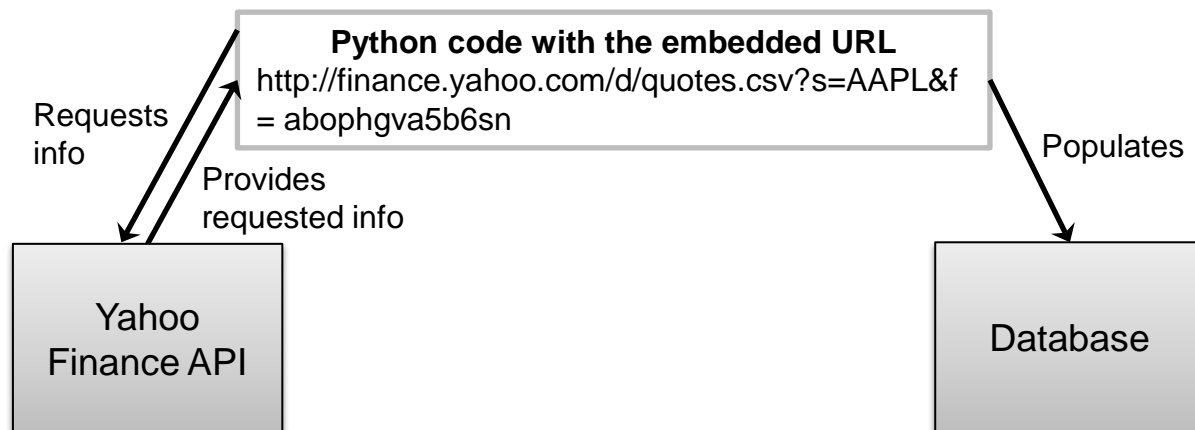 Python code with the embedded URL
http://finance.yahoo.com/d/quotes.csv?s=AAPL&f
= abophgva5b6sn
Requests
info
Provides
requested info
Populates
Yahoo
Finance API
Database